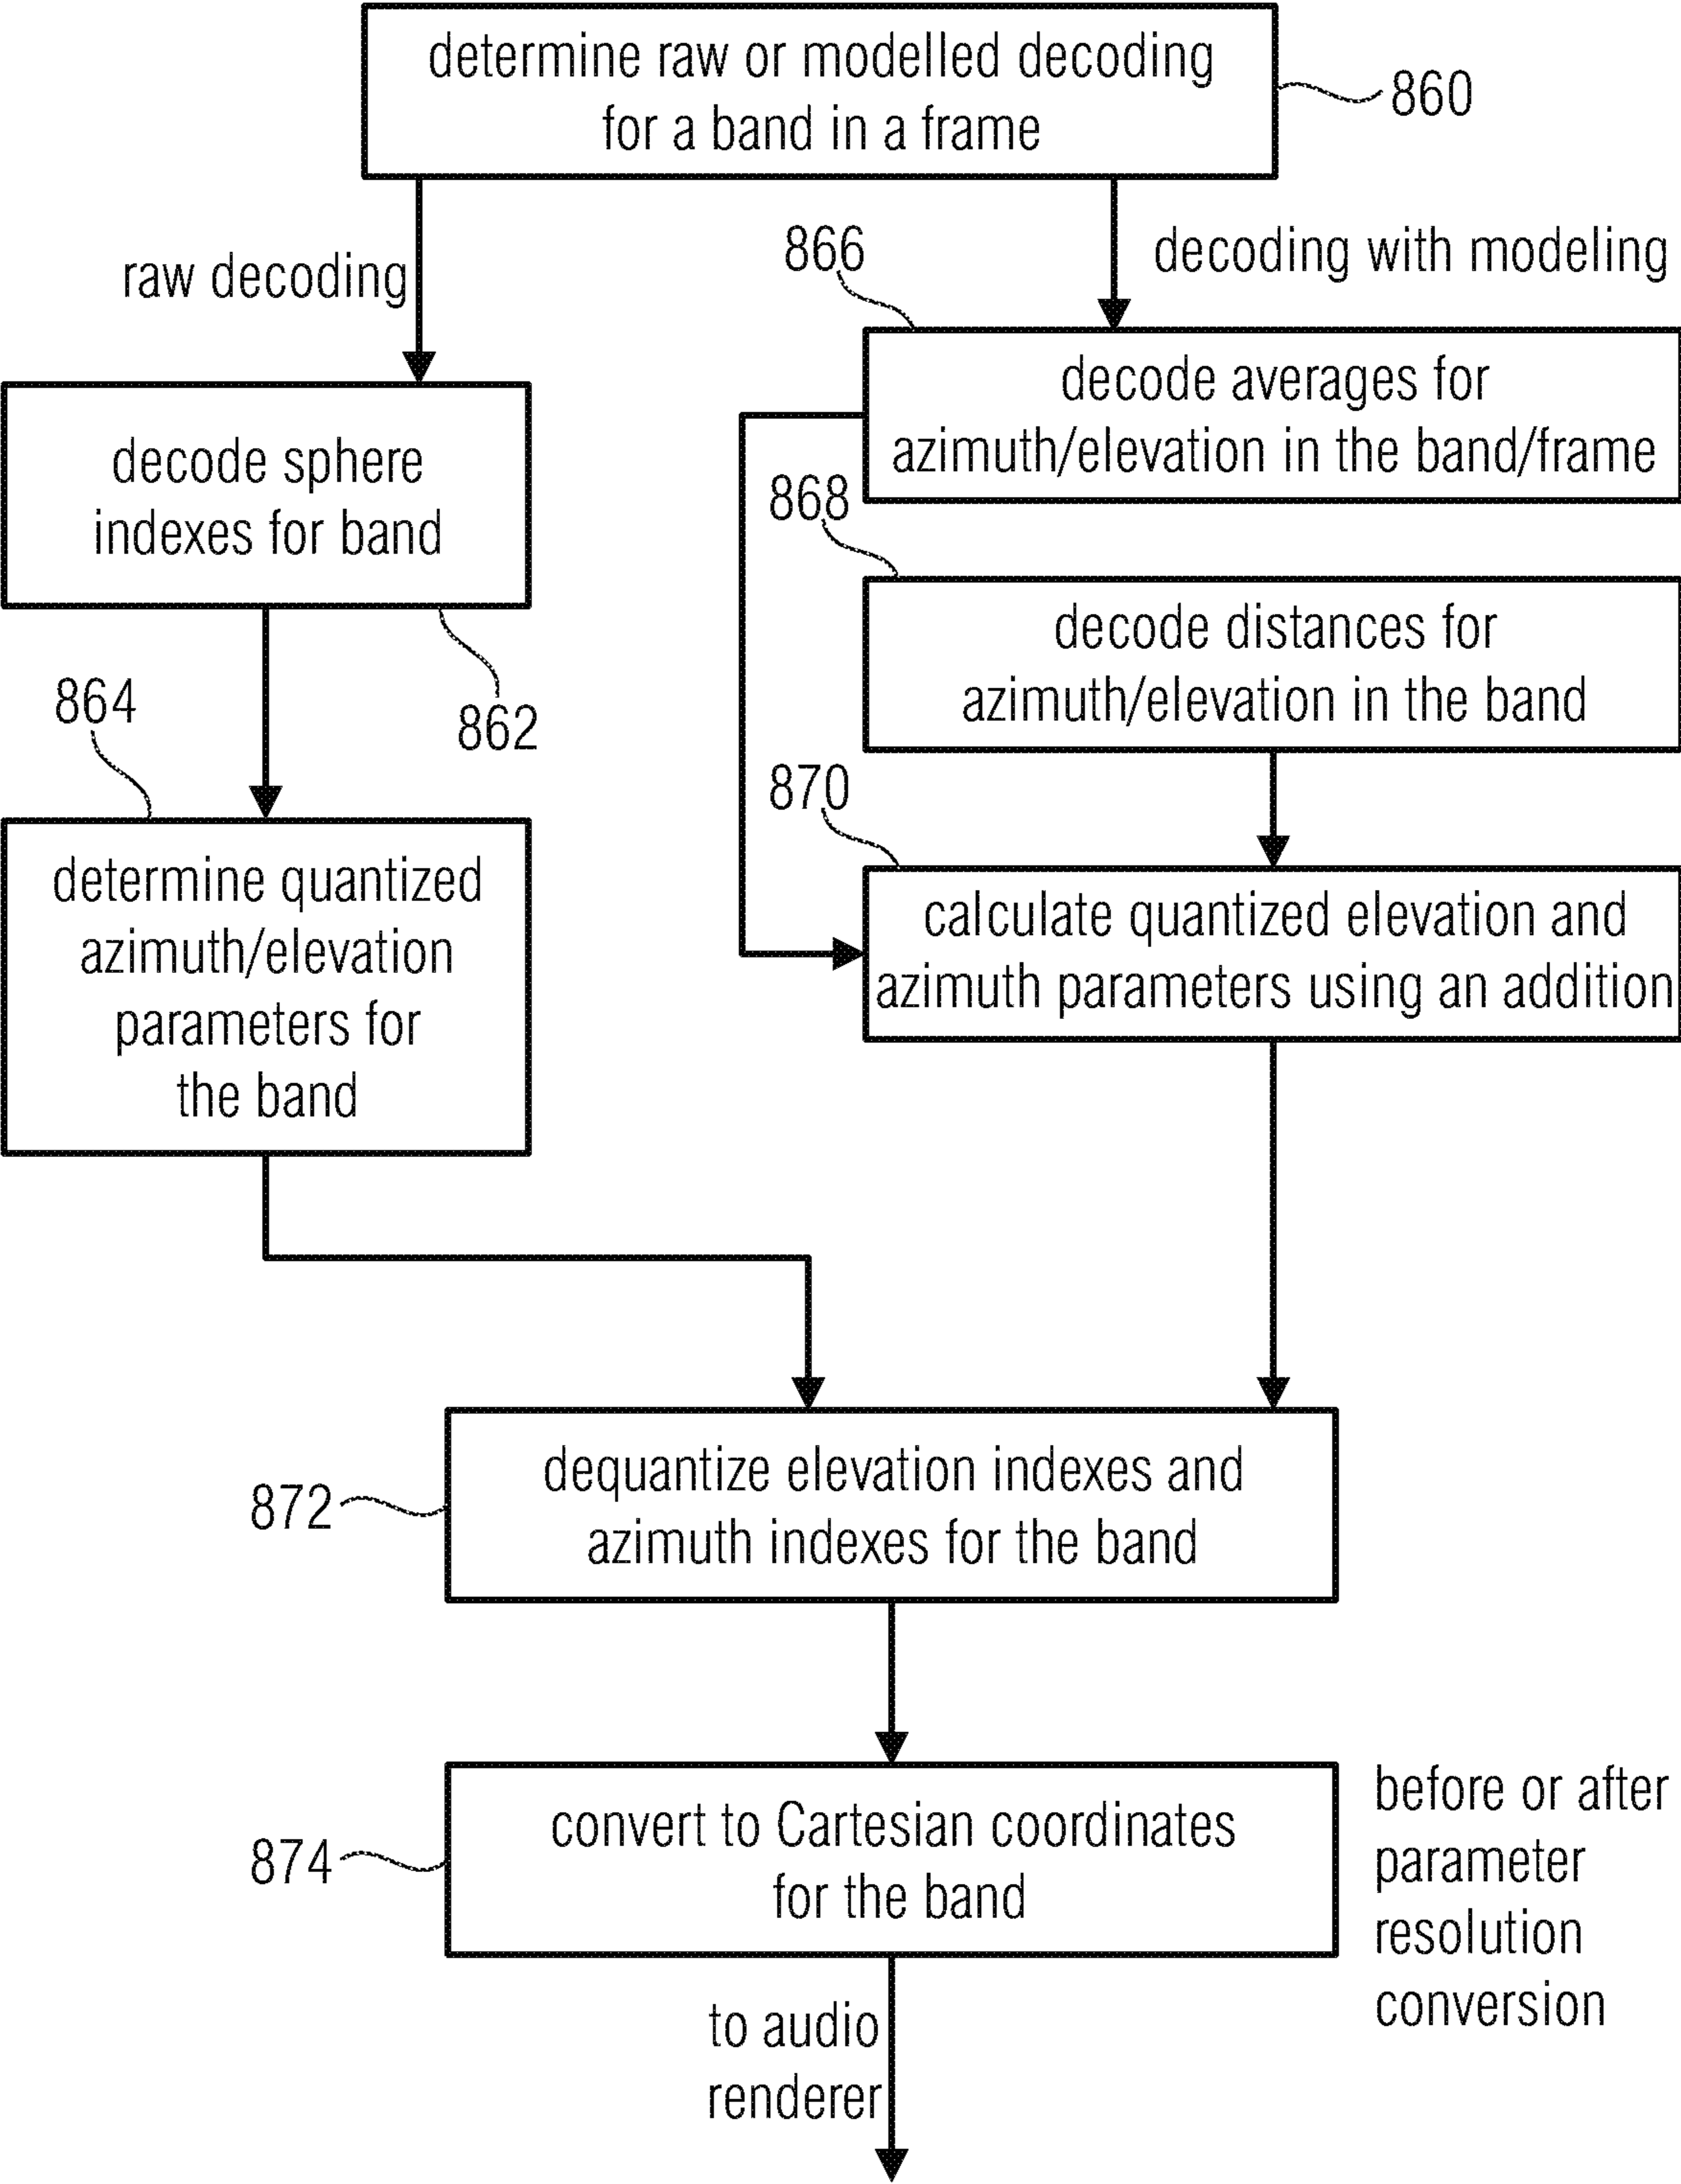 determine raw or modelled decoding
for a band in a frame
860
raw decoding
866
decoding with modeling
decode averages for
azimuth/elevation in the band/frame
decode sphere
indexes for band
862
868
decode distances for
azimuth/elevation in the band
864
determine quantized
azimuth/elevation
parameters for
the band
870
calculate quantized elevation and
azimuth parameters using an addition
872
dequantize elevation indexes and
azimuth indexes for the band
874
convert to Cartesian coordinates
for the band
before or after
parameter
resolution
conversion
to audio
renderer